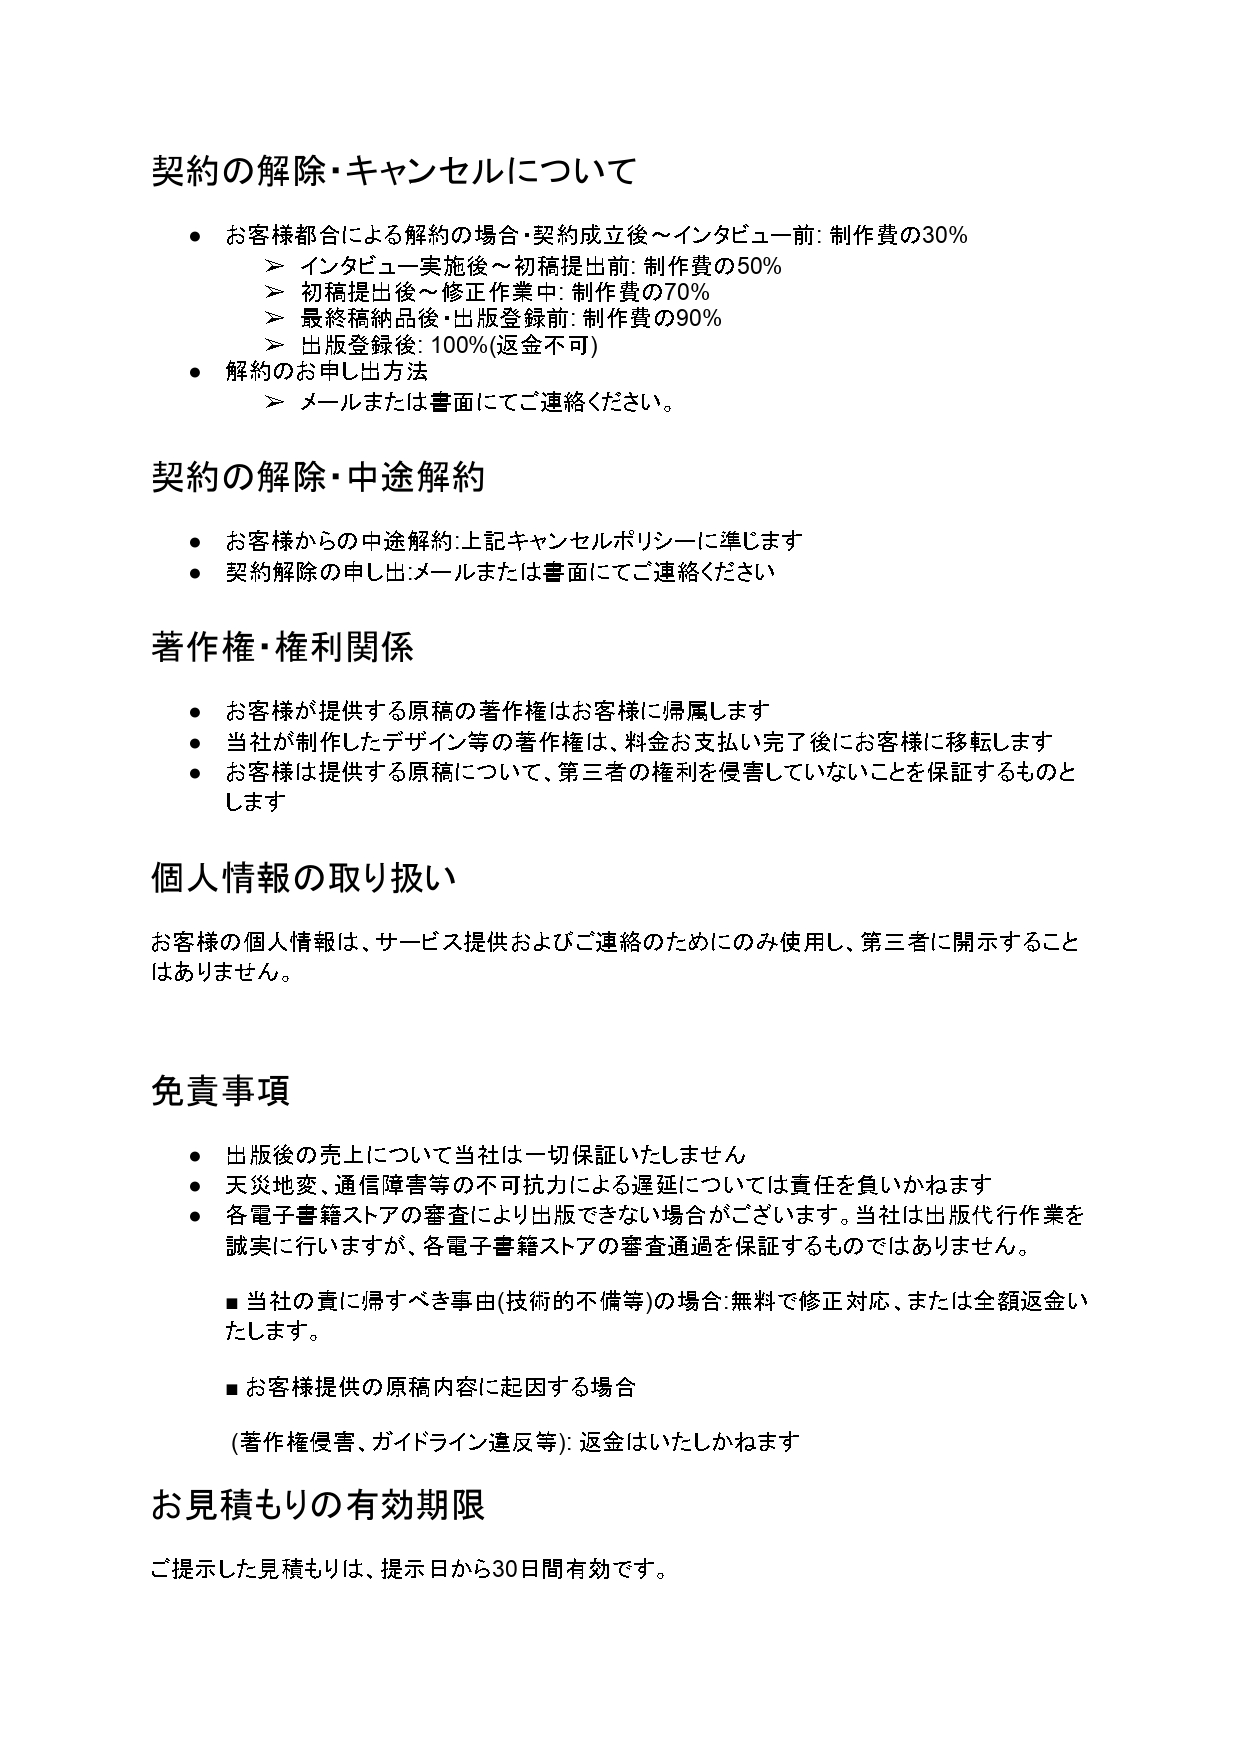 契約の解除・キャンセルについて
● お客様都合による解約の場合・契約成立後～インタビュー前: 制作費の30%
➢ インタビュー実施後～初稿提出前: 制作費の50%
➢ 初稿提出後～修正作業中: 制作費の70%
➢ 最終稿納品後・出版登録前: 制作費の90%
➢ 出版登録後: 100%(返金不可)
● 解約のお申し出方法
➢ メールまたは書面にてご連絡ください。
契約の解除・中途解約
● お客様からの中途解約:上記キャンセルポリシーに準じます
● 契約解除の申し出:メールまたは書面にてご連絡ください
著作権・権利関係
● お客様が提供する原稿の著作権はお客様に帰属します
● 当社が制作したデザイン等の著作権は、料金お支払い完了後にお客様に移転します
● お客様は提供する原稿について、第三者の権利を侵害していないことを保証するものと
します
個人情報の取り扱い
お客様の個人情報は、サービス提供およびご連絡のためにのみ使用し、第三者に開示すること
はありません。
免責事項
● 出版後の売上について当社は一切保証いたしません
● 天災地変、通信障害等の不可抗力による遅延については責任を負いかねます
● 各電子書籍ストアの審査により出版できない場合がございます。当社は出版代行作業を
誠実に行いますが、各電子書籍ストアの審査通過を保証するものではありません。
■ 当社の責に帰すべき事由(技術的不備等)の場合:無料で修正対応、または全額返金い
たします。
■ お客様提供の原稿内容に起因する場合
(著作権侵害、ガイドライン違反等): 返金はいたしかねます
お見積もりの有効期限
ご提示した見積もりは、提示日から30日間有効です。